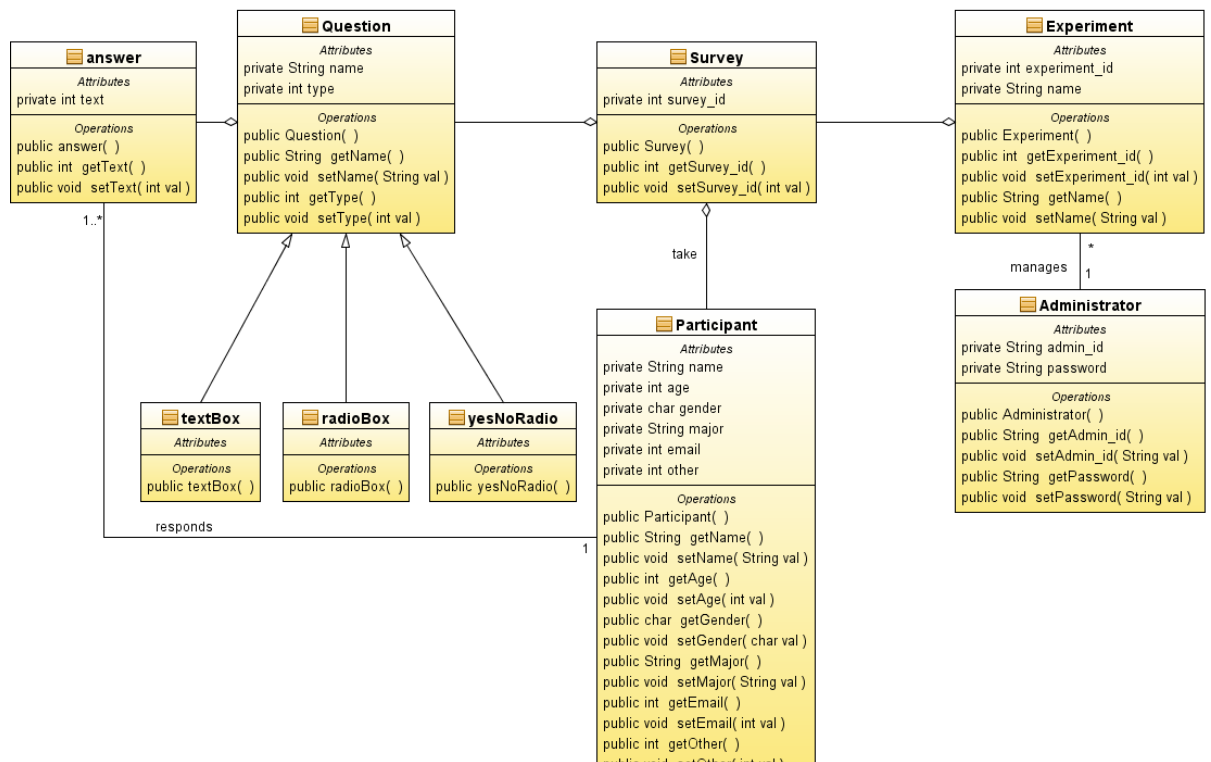 answer
Attributes
private int text
Operations
public answer( )
public int getText( )
public void setText( int val )
1..*
Question
Attributes
private String name
private int type
Operations
public Question( )
public String getName( )
public void setName( String val )
public int getType( )
public void setType( int val )
Survey
Attributes
private int survey_id
Operations
public Survey( )
public int getSurvey_id( )
public void setSurvey_id( int val )
take
Experiment
Attributes
private int experiment_id
private String name
Operations
public Experiment( )
public int getExperiment_id( )
public void setExperiment_id( int val )
public String getName( )
public void setName( String val )
*
manages
1
Administrator
Attributes
private String admin_id
private String password
Operations
public Administrator( )
public String getAdmin_id( )
public void setAdmin_id( String val )
public String getPassword( )
public void setPassword( String val )
textBox
Attributes
Operations
public textBox( )
radioBox
Attributes
Operations
public radioBox( )
yesNoRadio
Attributes
Operations
public yesNoRadio( )
responds
1
Participant
Attributes
private String name
private int age
private char gender
private String major
private int email
private int other
Operations
public Participant( )
public String getName( )
public void setName( String val )
public int getAge( )
public void setAge( int val )
public char getGender( )
public void setGender( char val )
public String getMajor( )
public void setMajor( String val )
public int getEmail( )
public void setEmail( int val )
public int getOther( )
public void setOther( int val )